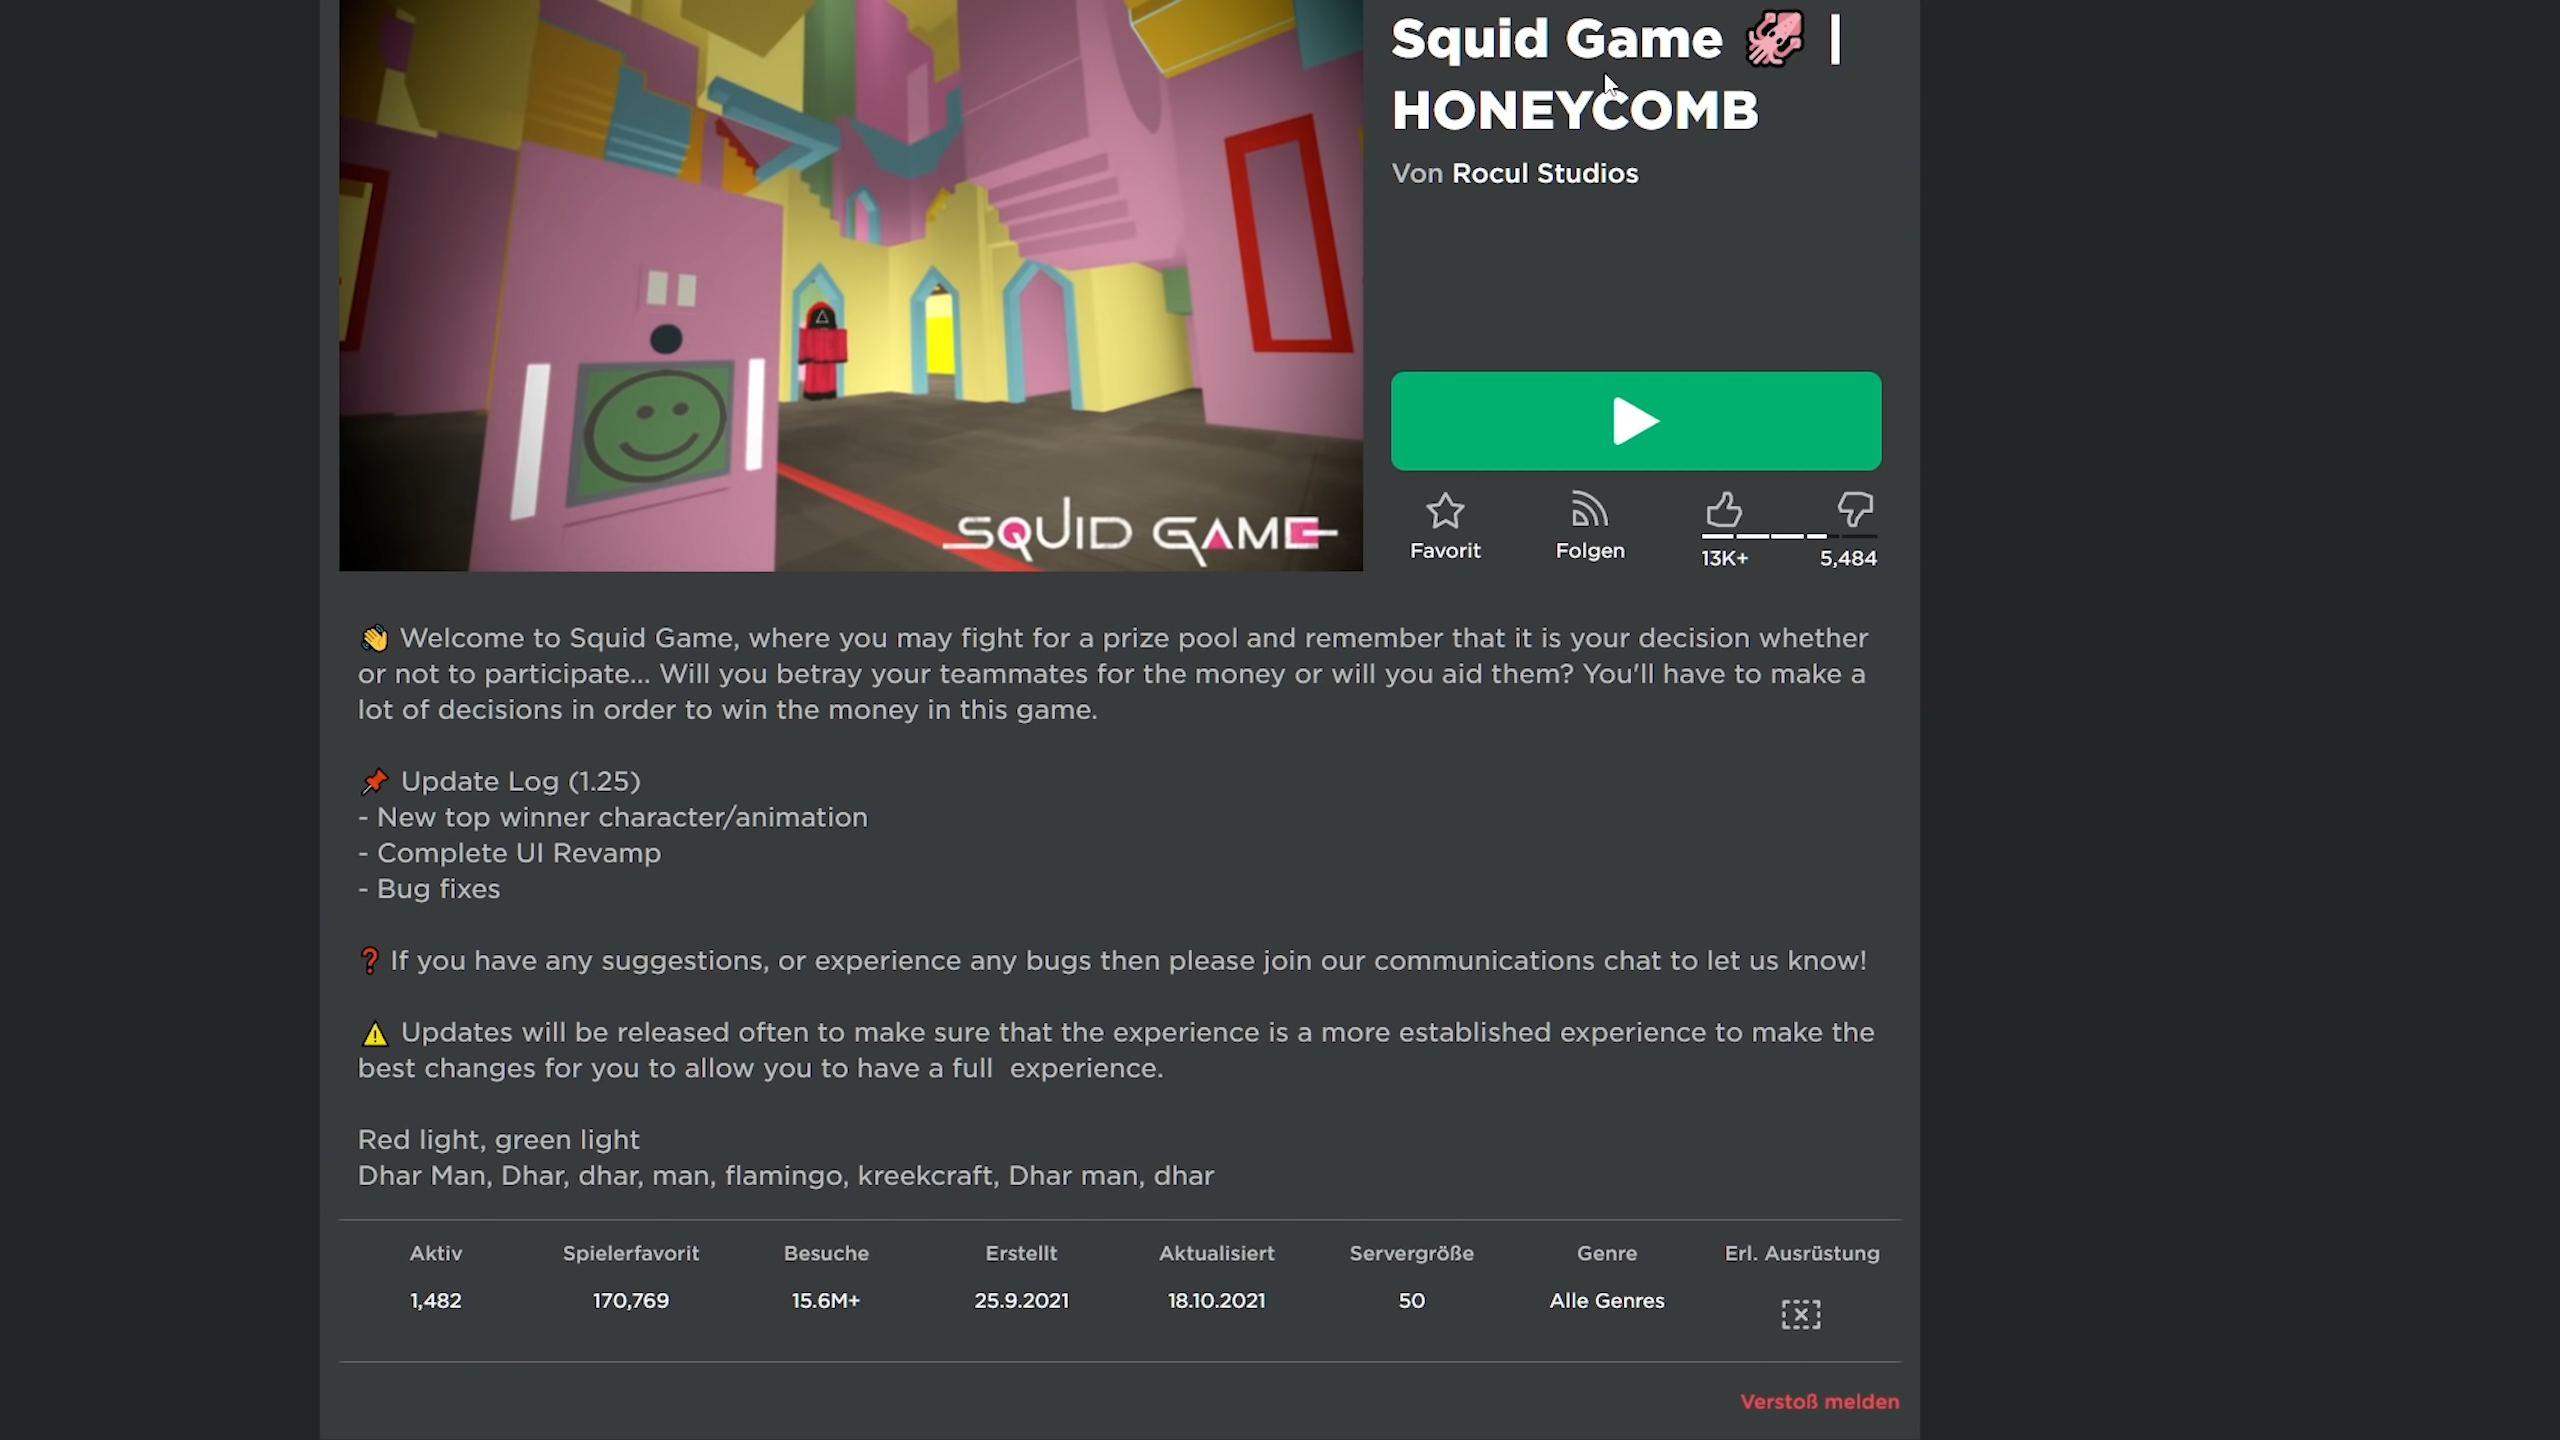 Squid Game 🦑 |
HONEYCOMB
Von Rocul Studios
SQUID GAME
Favorit
Folgen
13K+
5,484
👋 Welcome to Squid Game, where you may fight for a prize pool and remember that it is your decision whether
or not to participate... Will you betray your teammates for the money or will you aid them? You'll have to make a
lot of decisions in order to win the money in this game.
📌 Update Log (1.25)
- New top winner character/animation
- Complete UI Revamp
- Bug fixes
❓ If you have any suggestions, or experience any bugs then please join our communications chat to let us know!
⚠️ Updates will be released often to make sure that the experience is a more established experience to make the
best changes for you to allow you to have a full  experience.
Red light, green light
Dhar Man, Dhar, dhar, man, flamingo, kreekcraft, Dhar man, dhar
Aktiv Spielerfavorit Besuche Erstellt Aktualisiert Servergröße Genre Erl. Ausrüstung
1,482 170,769 15.6M+ 25.9.2021 18.10.2021 50 Alle Genres
Verstoß melden